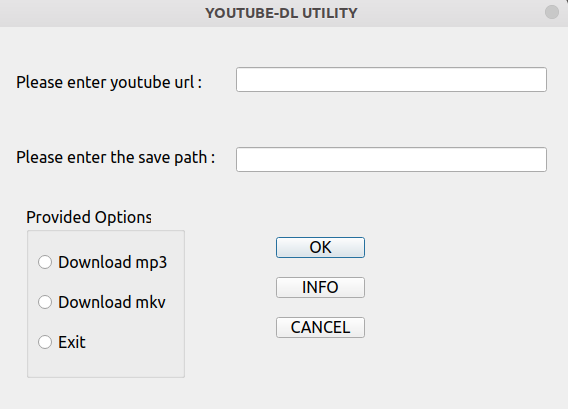 YOUTUBE-DL UTILITY
Please enter youtube url :
Please enter the save path :
Provided Options
Download mp3
Download mkv
Exit
OK
INFO
CANCEL